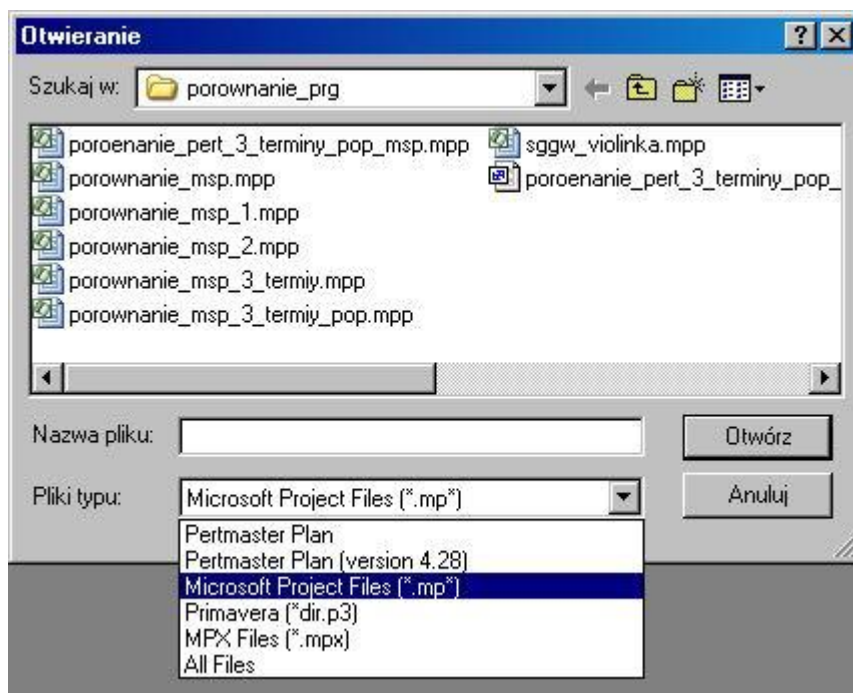 Otwieranie
Szukaj w: porownanie_prg
poroenanie_pert_3_terminy_pop_msp.mpp
porownanie_msp.mpp
porownanie_msp_1.mpp
porownanie_msp_2.mpp
porownanie_msp_3_termiy.mpp
porownanie_msp_3_termiy_pop.mpp
sggw_violinka.mpp
poroenanie_pert_3_terminy_pop_
Nazwa pliku: Otwórz
Pliki typu: Microsoft Project Files (*.mp*) Anuluj
Pertmaster Plan
Pertmaster Plan (version 4.28)
Microsoft Project Files (*.mp*)
Primavera (*dir.p3)
MPX Files (*.mpx)
All Files